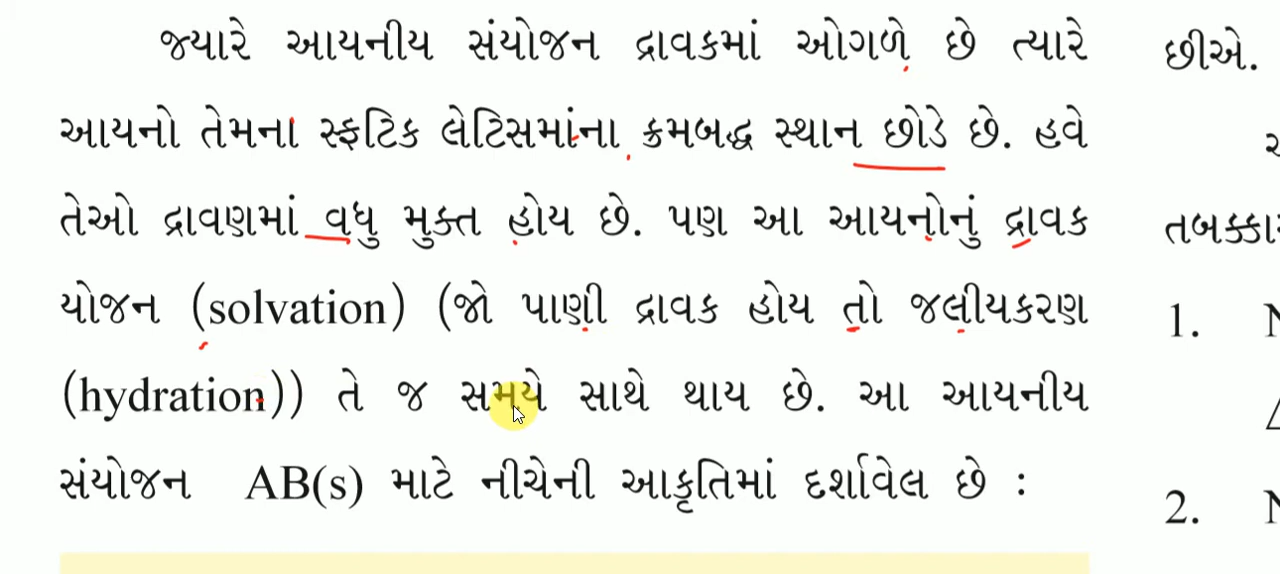 જ્યારે આયનીય સંયોજન દ્રાવકમાં ઓગળે છે ત્યારે
આયનો તેમના સ્ફટિક લેટિસમાંના ક્રમબદ્ધ સ્થાન છોડે છે. હવે
તેઓ દ્રાવણમાં વધુ મુક્ત હોય છે. પણ આ આયનોનું દ્રાવક
યોજન (solvation) (જો પાણી દ્રાવક હોય તો જલીયકરણ
(hydration)) તે જ સમયે સાથે થાય છે. આ આયનીય
સંયોજન AB(s) માટે નીચેની આકૃતિમાં દર્શાવેલ છે :
છીએ.
1.
2.